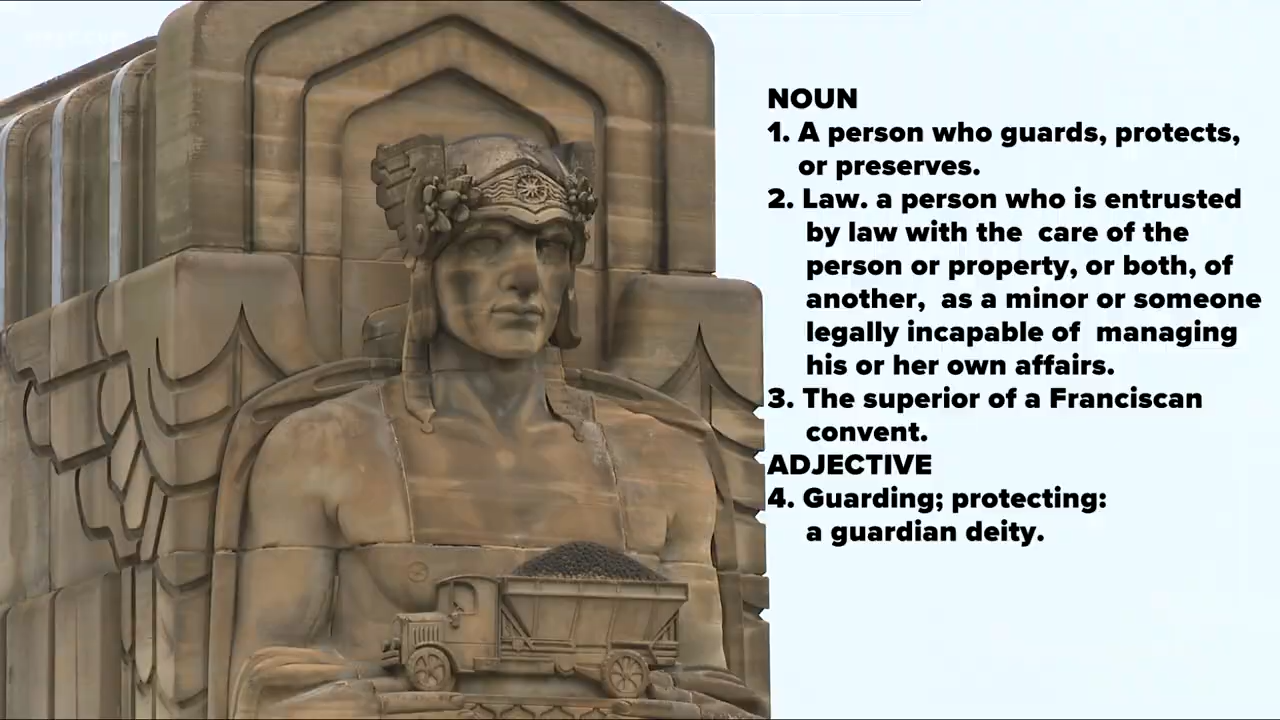 NOUN
1. A person who guards, protects,
or preserves.
2. Law. a person who is entrusted
by law with the care of the
person or property, or both, of
another, as a minor or someone
legally incapable of managing
his or her own affairs.
3. The superior of a Franciscan
convent.
ADJECTIVE
4. Guarding; protecting:
a guardian deity.